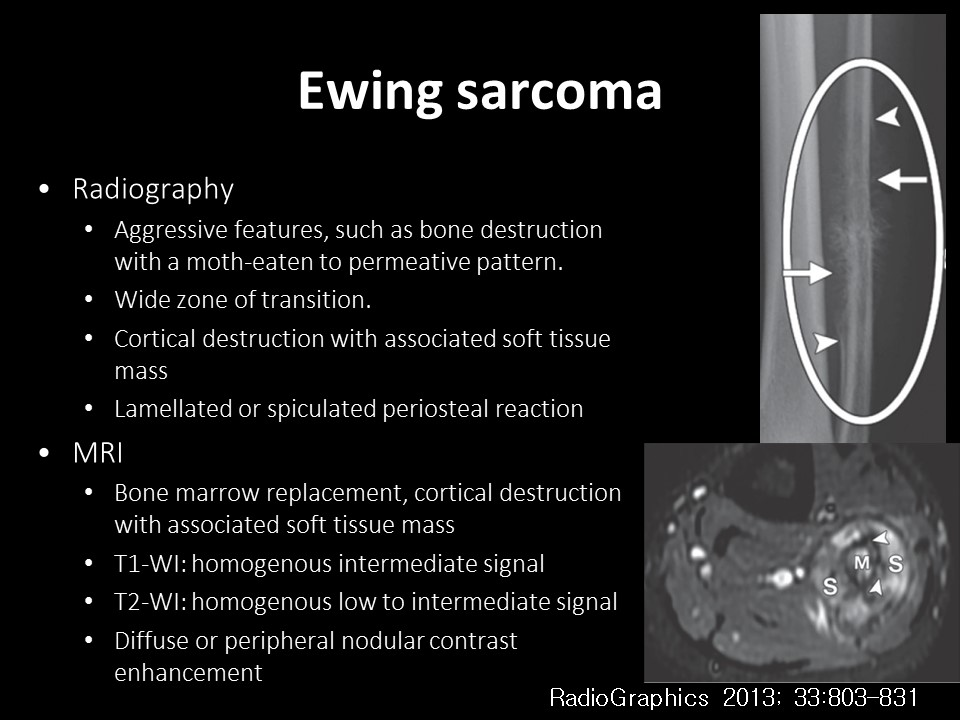 Ewing sarcoma
• Radiography
• Aggressive features, such as bone destruction
with a moth-eaten to permeative pattern.
• Wide zone of transition.
• Cortical destruction with associated soft tissue
mass
• Lamellated or spiculated periosteal reaction
• MRI
• Bone marrow replacement, cortical destruction
with associated soft tissue mass
• T1-WI: homogenous intermediate signal
• T2-WI: homogenous low to intermediate signal
• Diffuse or peripheral nodular contrast
enhancement
M S
S
RadioGraphics 2013; 33:803-831